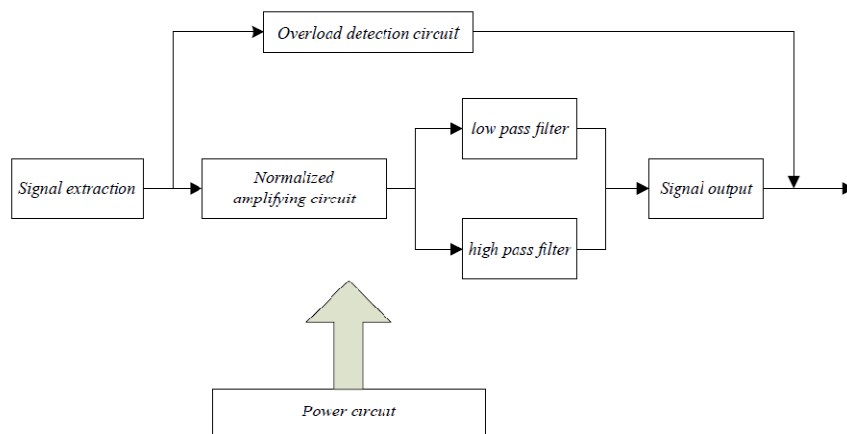 Overload detection circuit
low pass filter
Signal extraction
Normalized
amplifying circuit
Signal output
high pass filter
Power circuit